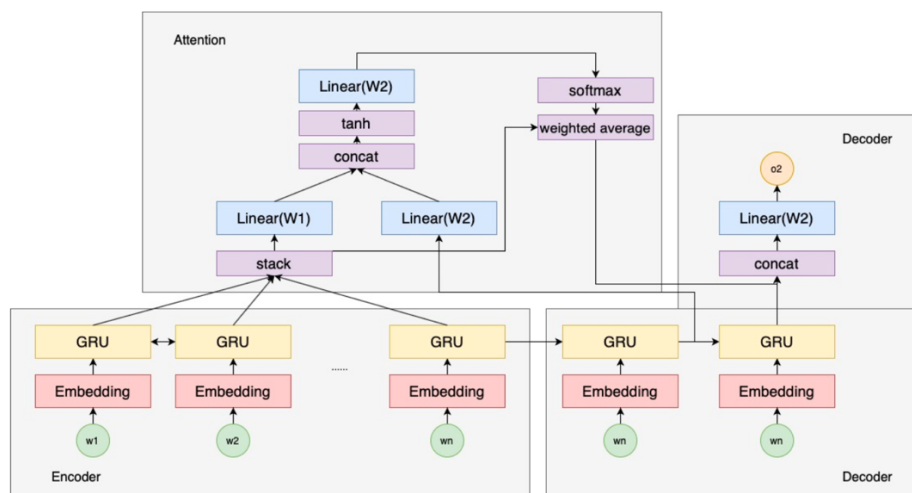 Attention
Linear(W2)
softmax
tanh
weighted average
concat
Decoder
o2
Linear(W1)
Linear(W2)
Linear(W2)
stack
concat
GRU
GRU
GRU
GRU
GRU
......
Embedding
Embedding
Embedding
Embedding
Embedding
w1
w2
wn
wn
wn
Encoder
Decoder